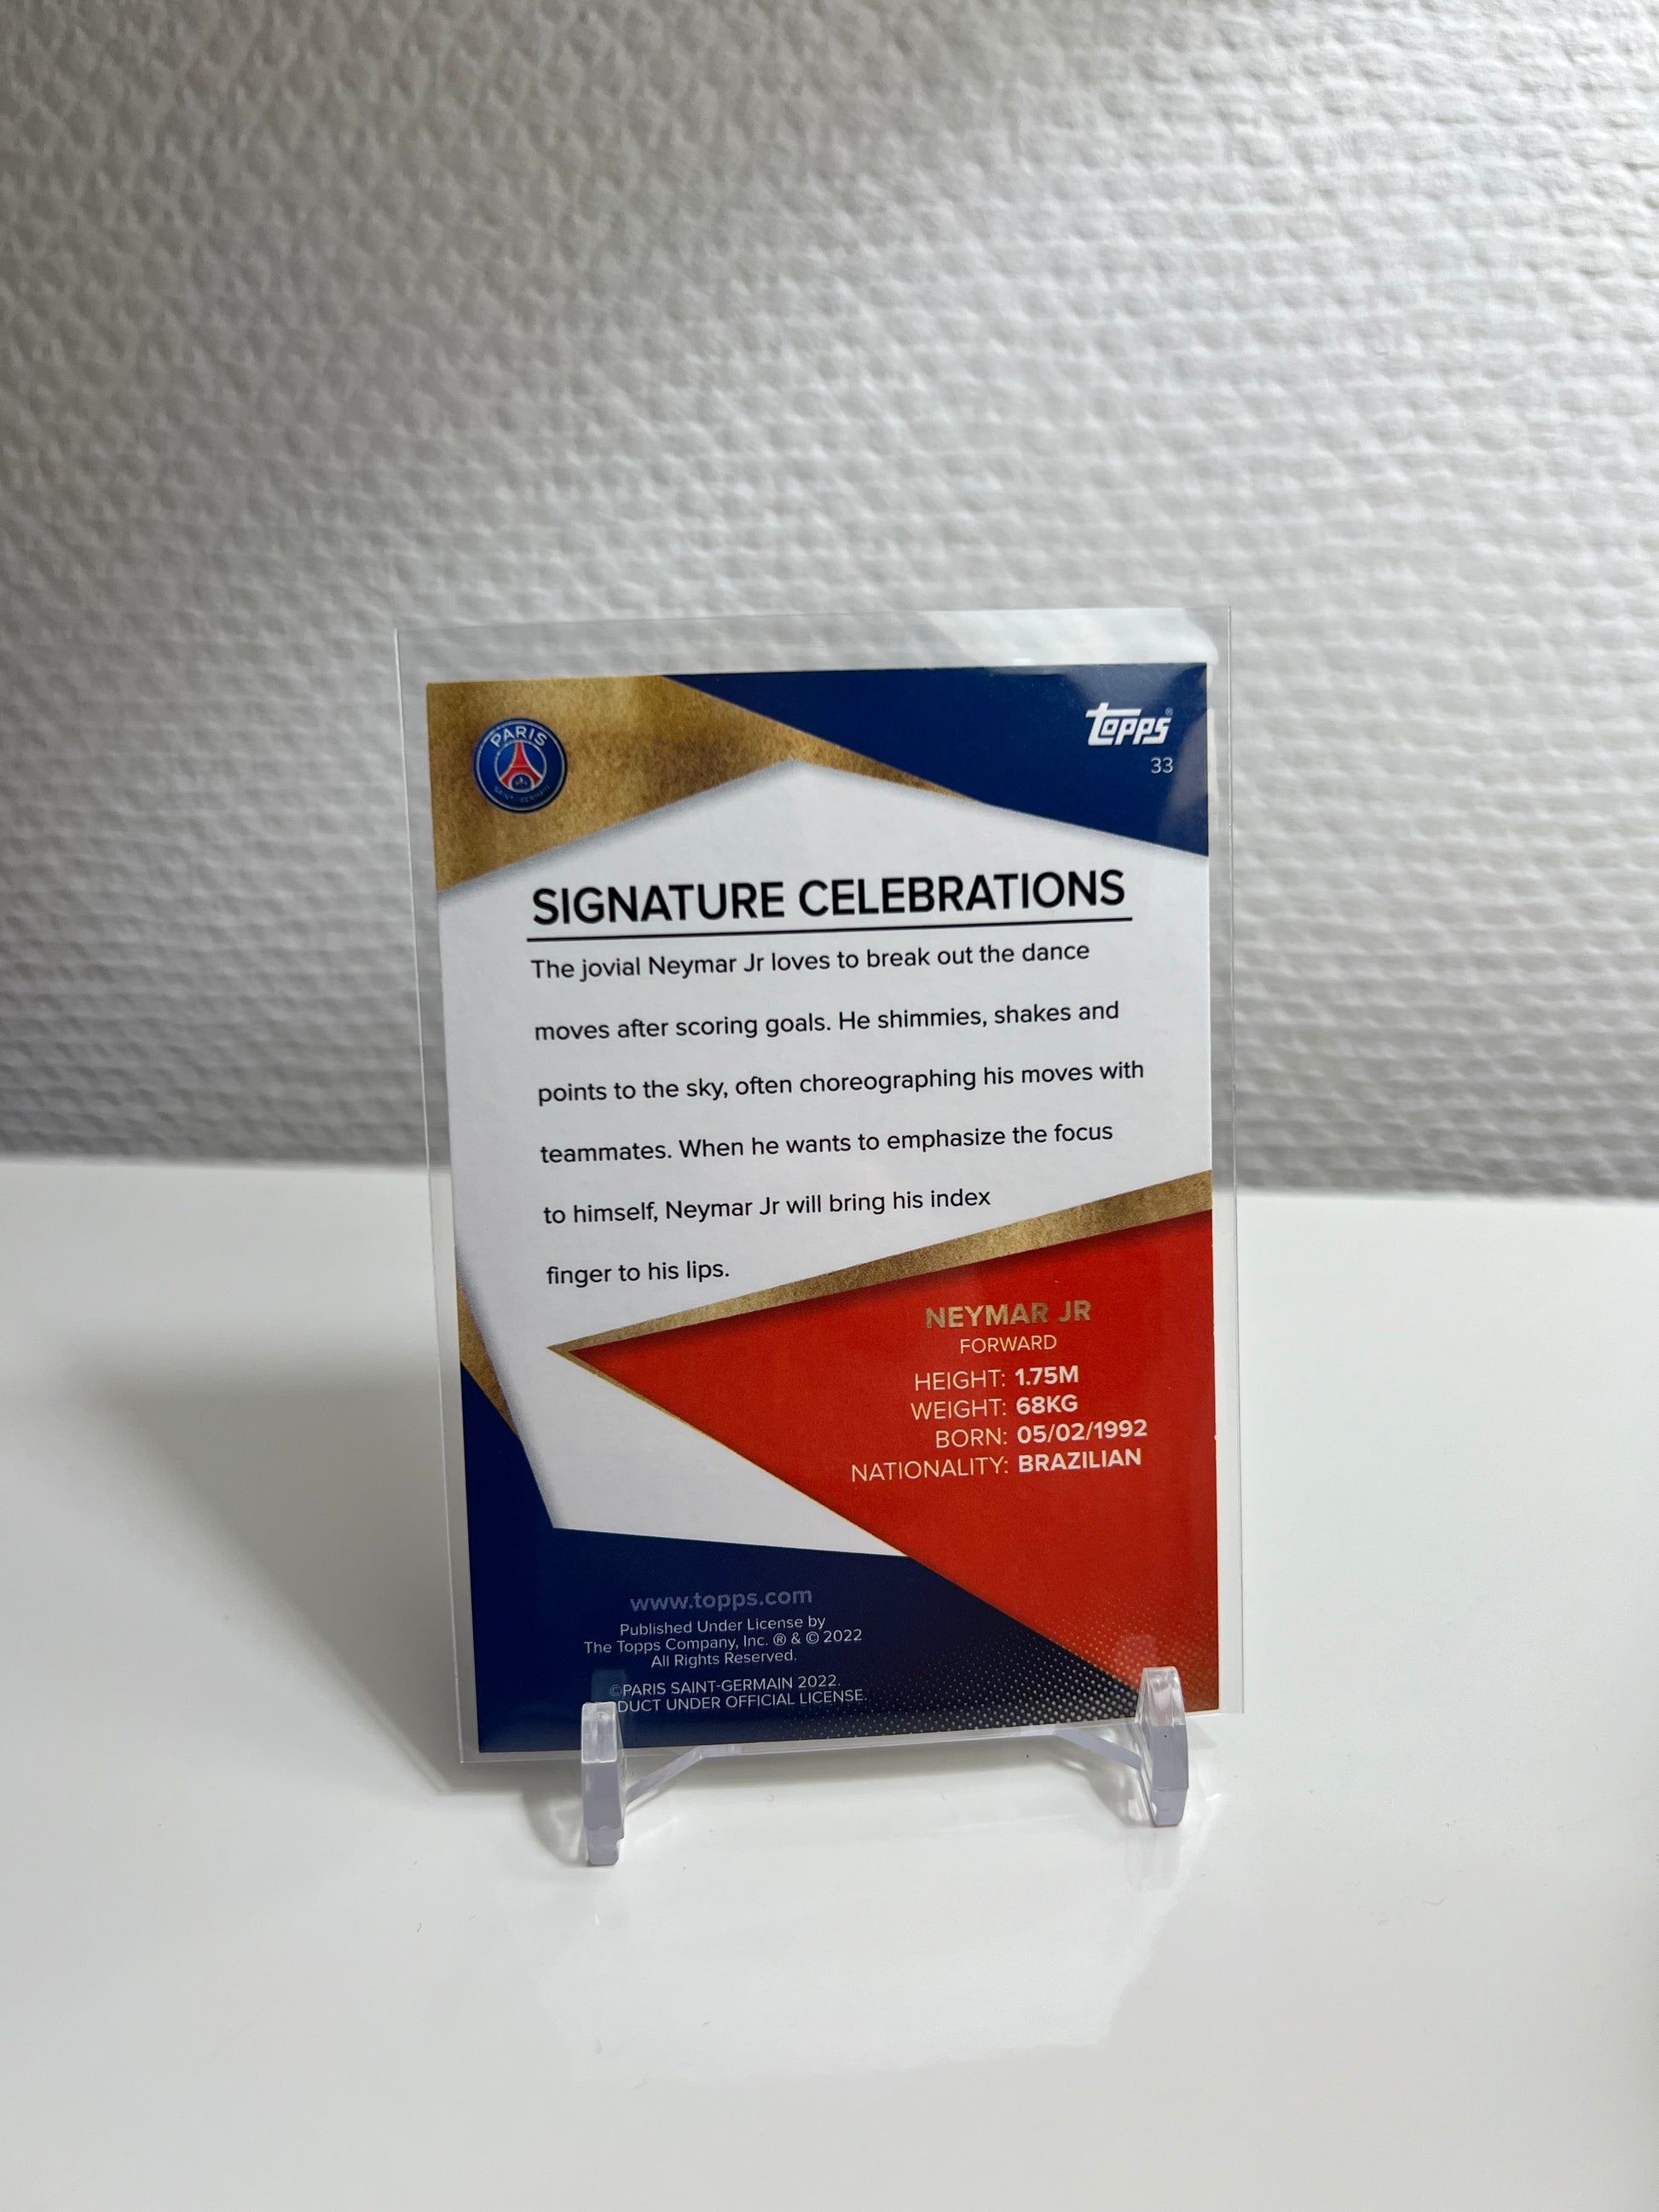 PARIS
SAINT-GERMAIN
Topps®
33
SIGNATURE CELEBRATIONS
The jovial Neymar Jr loves to break out the dance
moves after scoring goals. He shimmies, shakes and
points to the sky, often choreographing his moves with
teammates. When he wants to emphasize the focus
to himself, Neymar Jr will bring his index
finger to his lips.
NEYMAR JR
FORWARD
HEIGHT: 1.75M
WEIGHT: 68KG
BORN: 05/02/1992
NATIONALITY: BRAZILIAN
www.topps.com
Published Under License by
The Topps Company, Inc. ® & © 2022
All Rights Reserved.
©PARIS SAINT-GERMAIN 2022.
DUCT UNDER OFFICIAL LICENSE.